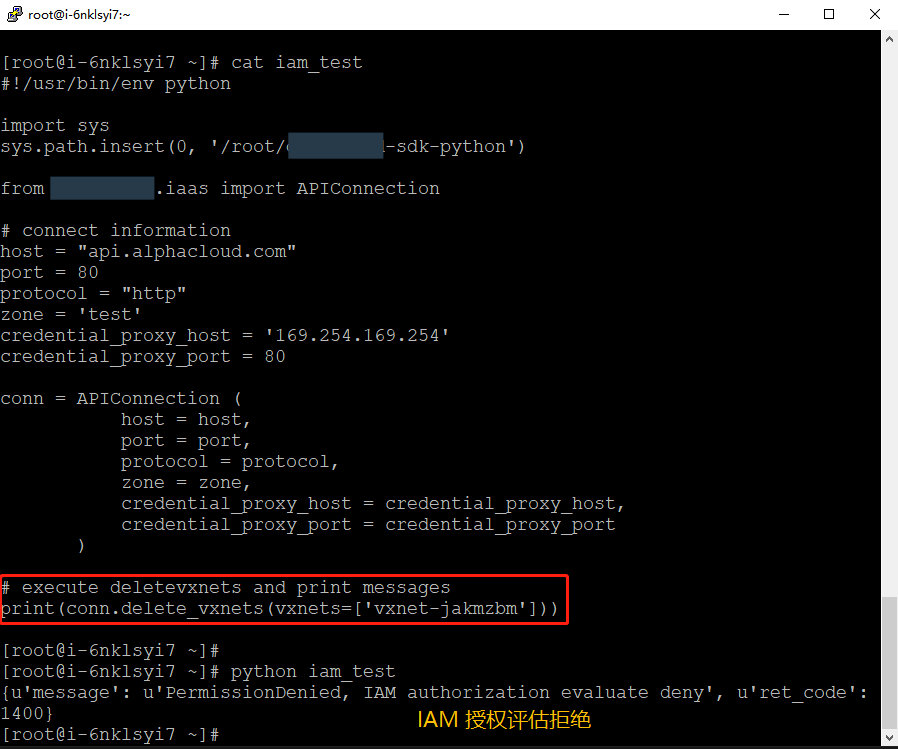 root@i-6nklsyi7:~
[root@i-6nklsyi7 ~]# cat iam_test
#!/usr/bin/env python
import sys
sys.path.insert(0, '/root/ -sdk-python')
from .iaas import APIConnection
# connect information
host = "api.alphacloud.com"
port = 80
protocol = "http"
zone = 'test'
credential_proxy_host = '169.254.169.254'
credential_proxy_port = 80
conn = APIConnection (
host = host,
port = port,
protocol = protocol,
zone = zone,
credential_proxy_host = credential_proxy_host,
credential_proxy_port = credential_proxy_port
)
# execute deletevxnets and print messages
print(conn.delete_vxnets(vxnets=['vxnet-jakmzbm']))
[root@i-6nklsyi7 ~]#
[root@i-6nklsyi7 ~]# python iam_test
{u'message': u'PermissionDenied, IAM authorization evaluate deny', u'ret_code':
1400}
IAM 授权评估拒绝
[root@i-6nklsyi7 ~]#